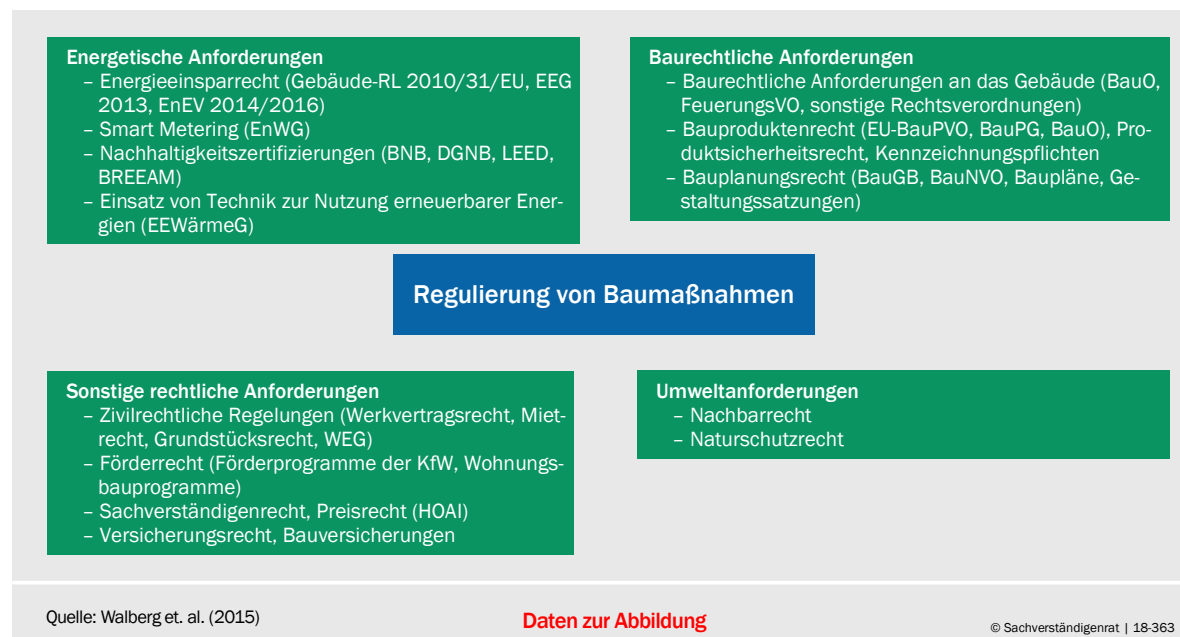 Energetische Anforderungen
– Energieeinsparrecht (Gebäude-RL 2010/31/EU, EEG
2013, EnEV 2014/2016)
– Smart Metering (EnWG)
– Nachhaltigkeitszertifizierungen (BNB, DGNB, LEED,
BREEAM)
– Einsatz von Technik zur Nutzung erneuerbarer Ener-
gien (EEWärmeG)
Baurechtliche Anforderungen
– Baurechtliche Anforderungen an das Gebäude (BauO,
FeuerungsVO, sonstige Rechtsverordnungen)
– Bauproduktenrecht (EU-BauPVO, BauPG, BauO), Pro-
duktsicherheitsrecht, Kennzeichnungspflichten
– Bauplanungsrecht (BauGB, BauNVO, Baupläne, Ge-
staltungssatzungen)
Regulierung von Baumaßnahmen
Sonstige rechtliche Anforderungen
– Zivilrechtliche Regelungen (Werkvertragsrecht, Miet-
recht, Grundstücksrecht, WEG)
– Förderrecht (Förderprogramme der KfW, Wohnungs-
bauprogramme)
– Sachverständigenrecht, Preisrecht (HOAI)
– Versicherungsrecht, Bauversicherungen
Umweltanforderungen
– Nachbarrecht
– Naturschutzrecht
Quelle: Walberg et. al. (2015)
Daten zur Abbildung
© Sachverständigenrat | 18-363